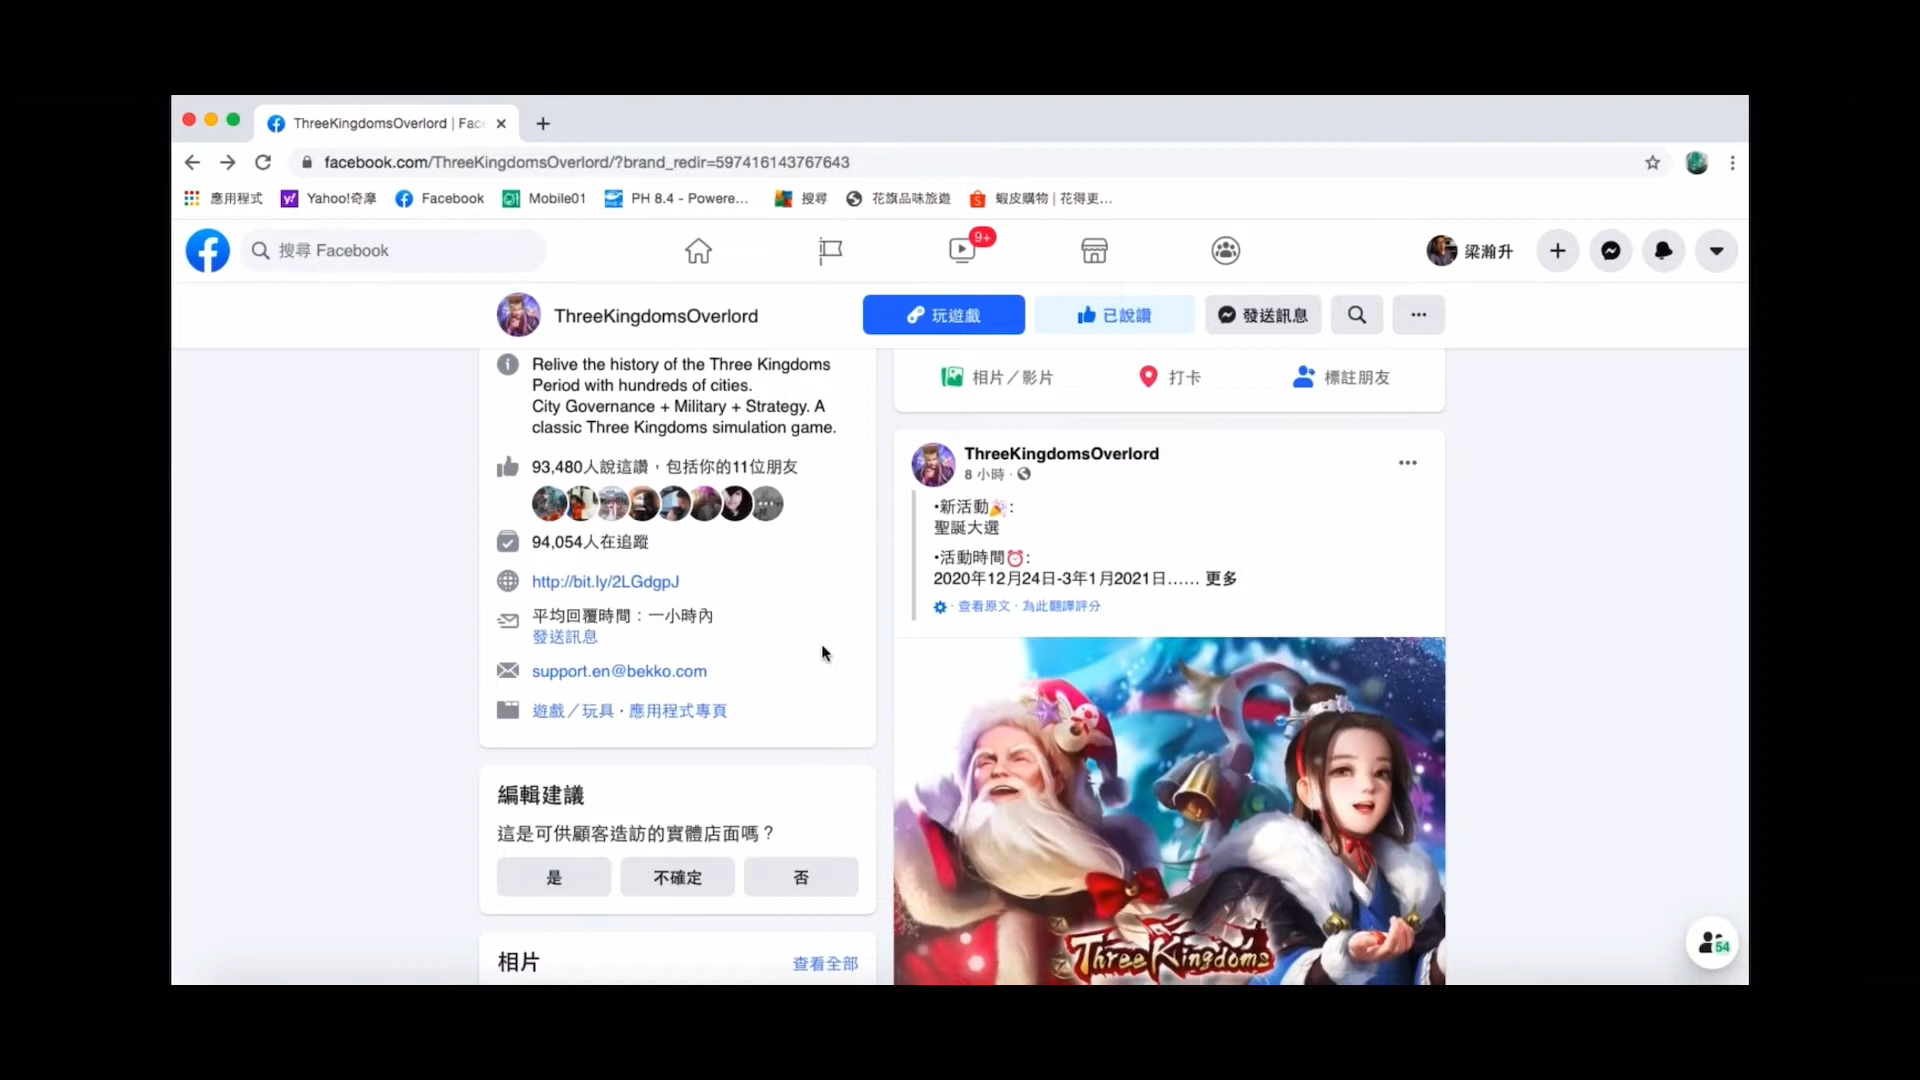 ThreeKingdomsOverlord | Fac
facebook.com/ThreeKingdomsOverlord/?brand_redir=597416143767643
應用程式 Yahoo!奇摩 Facebook Mobile01 PH 8.4 - Powere... 搜尋 花旗品味旅遊 蝦皮購物 | 花得更...
搜尋 Facebook 9+ 梁瀚升
ThreeKingdomsOverlord 玩遊戲 已說讚 發送訊息
Relive the history of the Three Kingdoms
Period with hundreds of cities.
City Governance + Military + Strategy. A
classic Three Kingdoms simulation game.
93,480人說這讚，包括你的11位朋友
94,054人在追蹤
http://bit.ly/2LGdgpJ
平均回覆時間：一小時內
發送訊息
support.en@bekko.com
遊戲／玩具 · 應用程式專頁
編輯建議
這是可供顧客造訪的實體店面嗎？
是 不確定 否
相片 查看全部
相片／影片 打卡 標註朋友
ThreeKingdomsOverlord
8 小時 ·
•新活動🎉:
聖誕大選
•活動時間⏰:
2020年12月24日-3年1月2021日…… 更多
· 查看原文 · 為此翻譯評分
Three Kingdoms
54